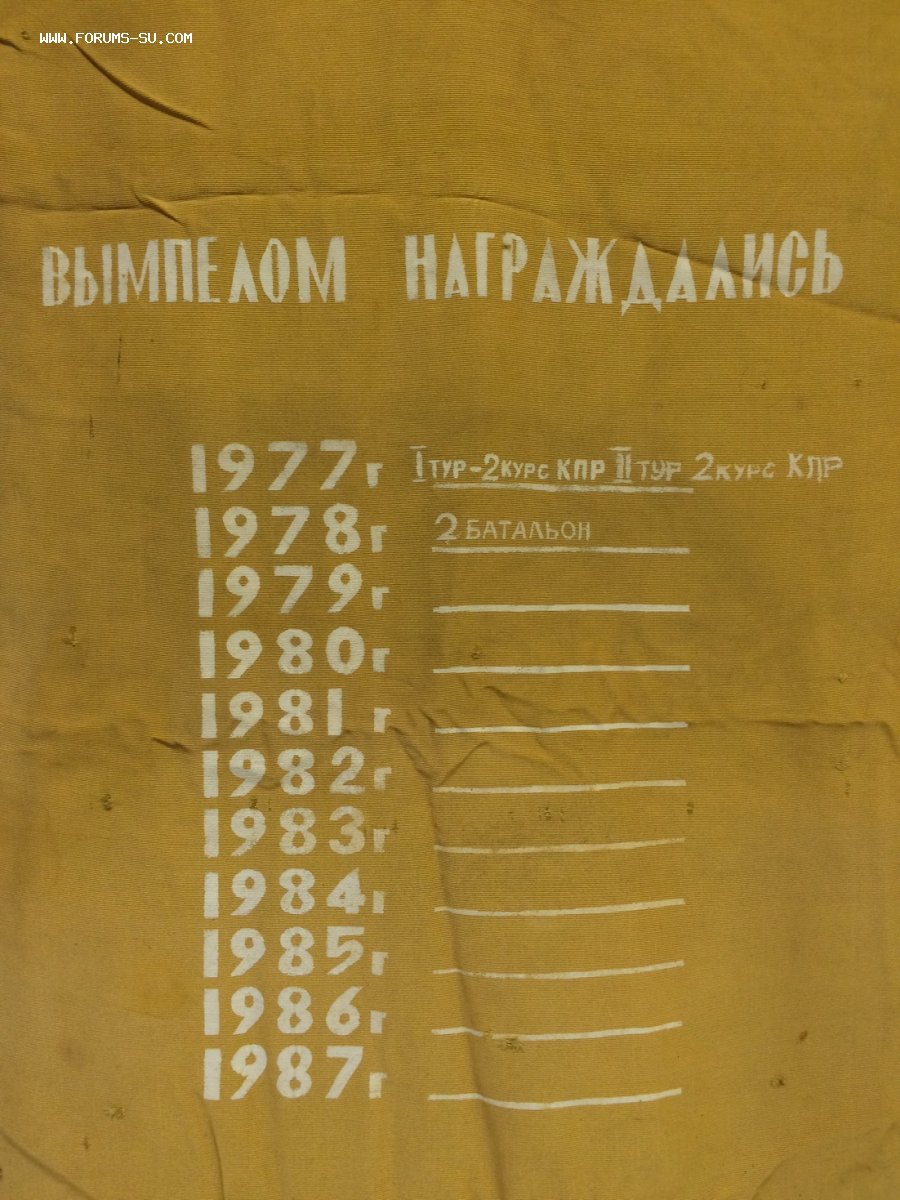 WWW.FORUMS-SU.COM
ВЫМПЕЛОМ НАГРАЖДАЛИСЬ
1977г I ТУР-2КУРС КПР II ТУР 2КУРС КПР
1978г 2 БАТАЛЬОН
1979г
1980г
1981г
1982г
1983г
1984г
1985г
1986г
1987г